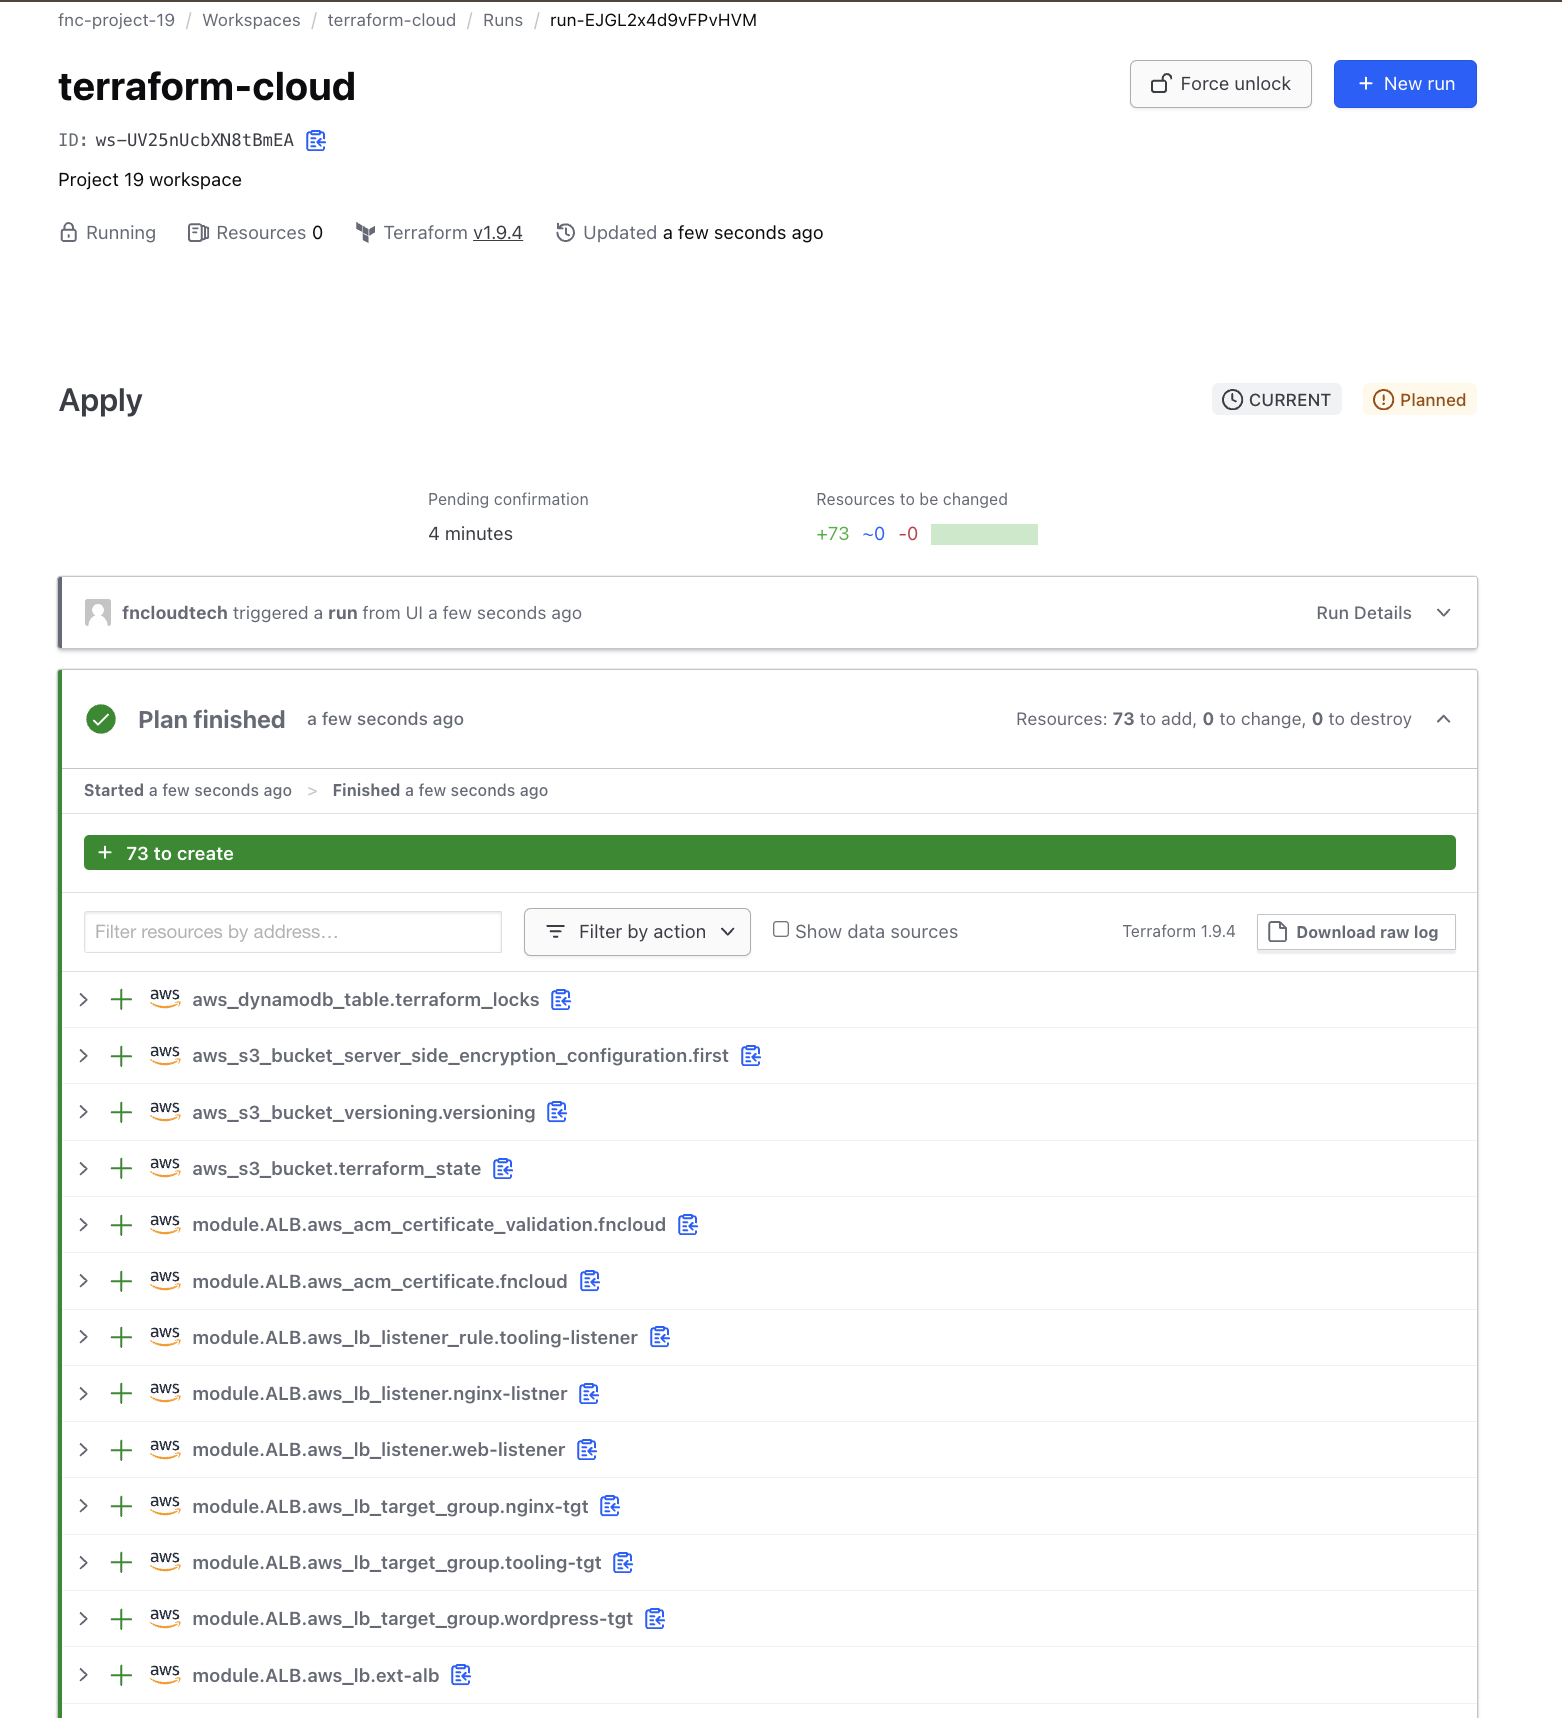 fnc-project-19 / Workspaces / terraform-cloud / Runs / run-EJGL2x4d9vFPvHVM
terraform-cloud
Force unlock
+ New run
ID: ws-UV25nUcbXN8tBmEA
Project 19 workspace
Running Resources 0 Terraform v1.9.4 Updated a few seconds ago
Apply
CURRENT
Planned
Pending confirmation
4 minutes
Resources to be changed
+73 ~0 -0
fncloudtech triggered a run from UI a few seconds ago
Run Details
Plan finished a few seconds ago
Resources: 73 to add, 0 to change, 0 to destroy
Started a few seconds ago > Finished a few seconds ago
+ 73 to create
Filter resources by address...
Filter by action
Show data sources
Terraform 1.9.4
Download raw log
aws aws_dynamodb_table.terraform_locks
aws aws_s3_bucket_server_side_encryption_configuration.first
aws aws_s3_bucket_versioning.versioning
aws aws_s3_bucket.terraform_state
aws module.ALB.aws_acm_certificate_validation.fncloud
aws module.ALB.aws_acm_certificate.fncloud
aws module.ALB.aws_lb_listener_rule.tooling-listener
aws module.ALB.aws_lb_listener.nginx-listner
aws module.ALB.aws_lb_listener.web-listener
aws module.ALB.aws_lb_target_group.nginx-tgt
aws module.ALB.aws_lb_target_group.tooling-tgt
aws module.ALB.aws_lb_target_group.wordpress-tgt
aws module.ALB.aws_lb.ext-alb